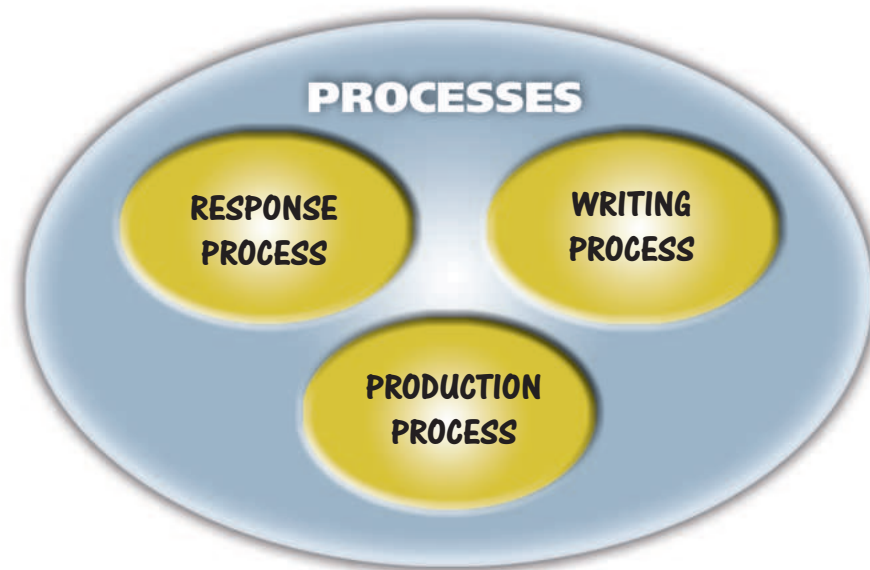 PROCESSES
RESPONSE
PROCESS
WRITING
PROCESS
PRODUCTION
PROCESS